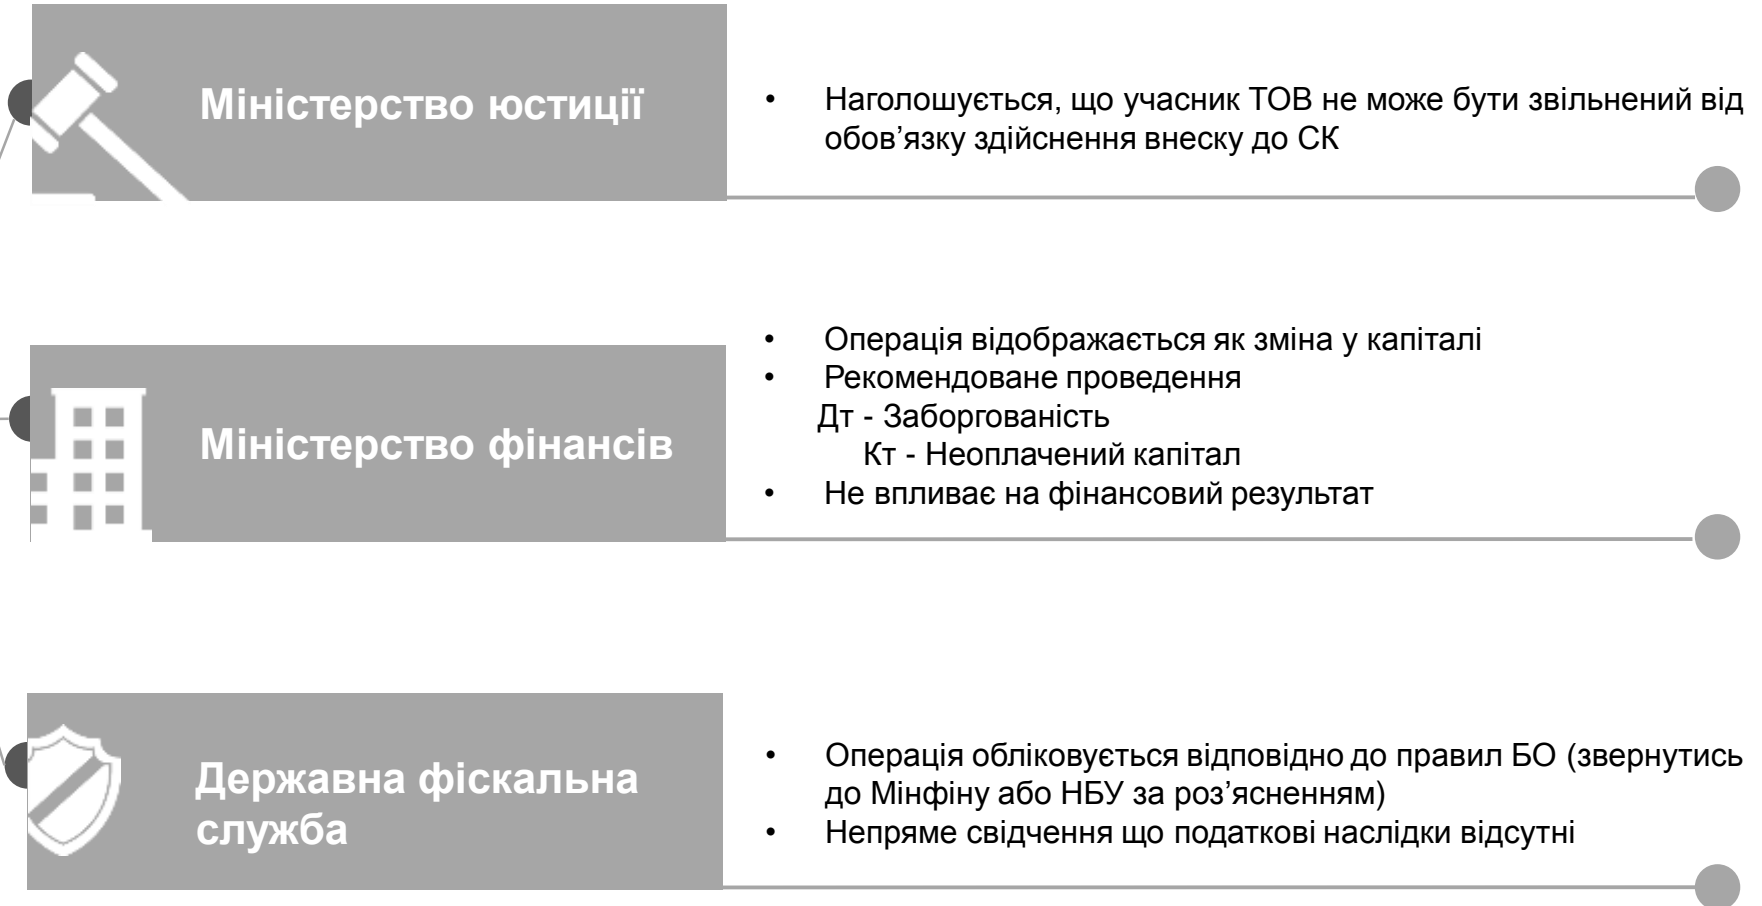 Міністерство юстиції
• Наголошується, що учасник ТОВ не може бути звільнений від
обов’язку здійснення внеску до СК
Міністерство фінансів
• Операція відображається як зміна у капіталі
• Рекомендоване проведення
Дт - Заборгованість
Кт - Неоплачений капітал
• Не впливає на фінансовий результат
Державна фіскальна
служба
• Операція обліковується відповідно до правил БО (звернутись
до Мінфіну або НБУ за роз’ясненням)
• Непряме свідчення що податкові наслідки відсутні